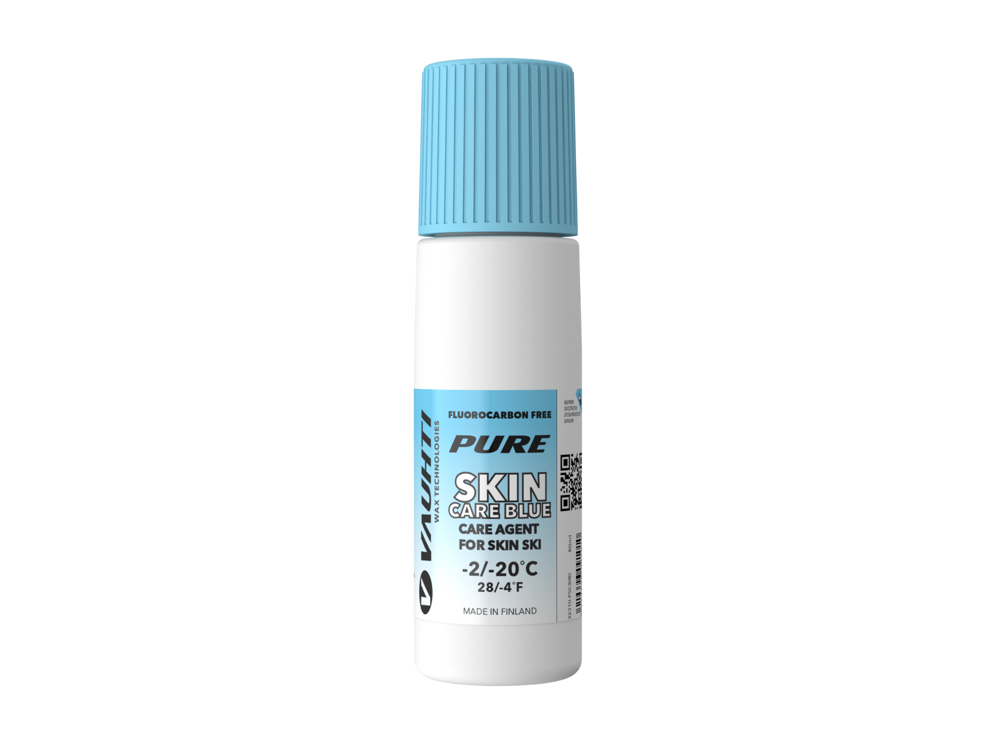 VAUHTI
WAX TECHNOLOGIES
FLUOROCARBON FREE
PURE
SKIN
CARE BLUE
CARE AGENT
FOR SKIN SKI
-2/-20°C
28/-4°F
MADE IN FINLAND
32310-PSCB80 80ml